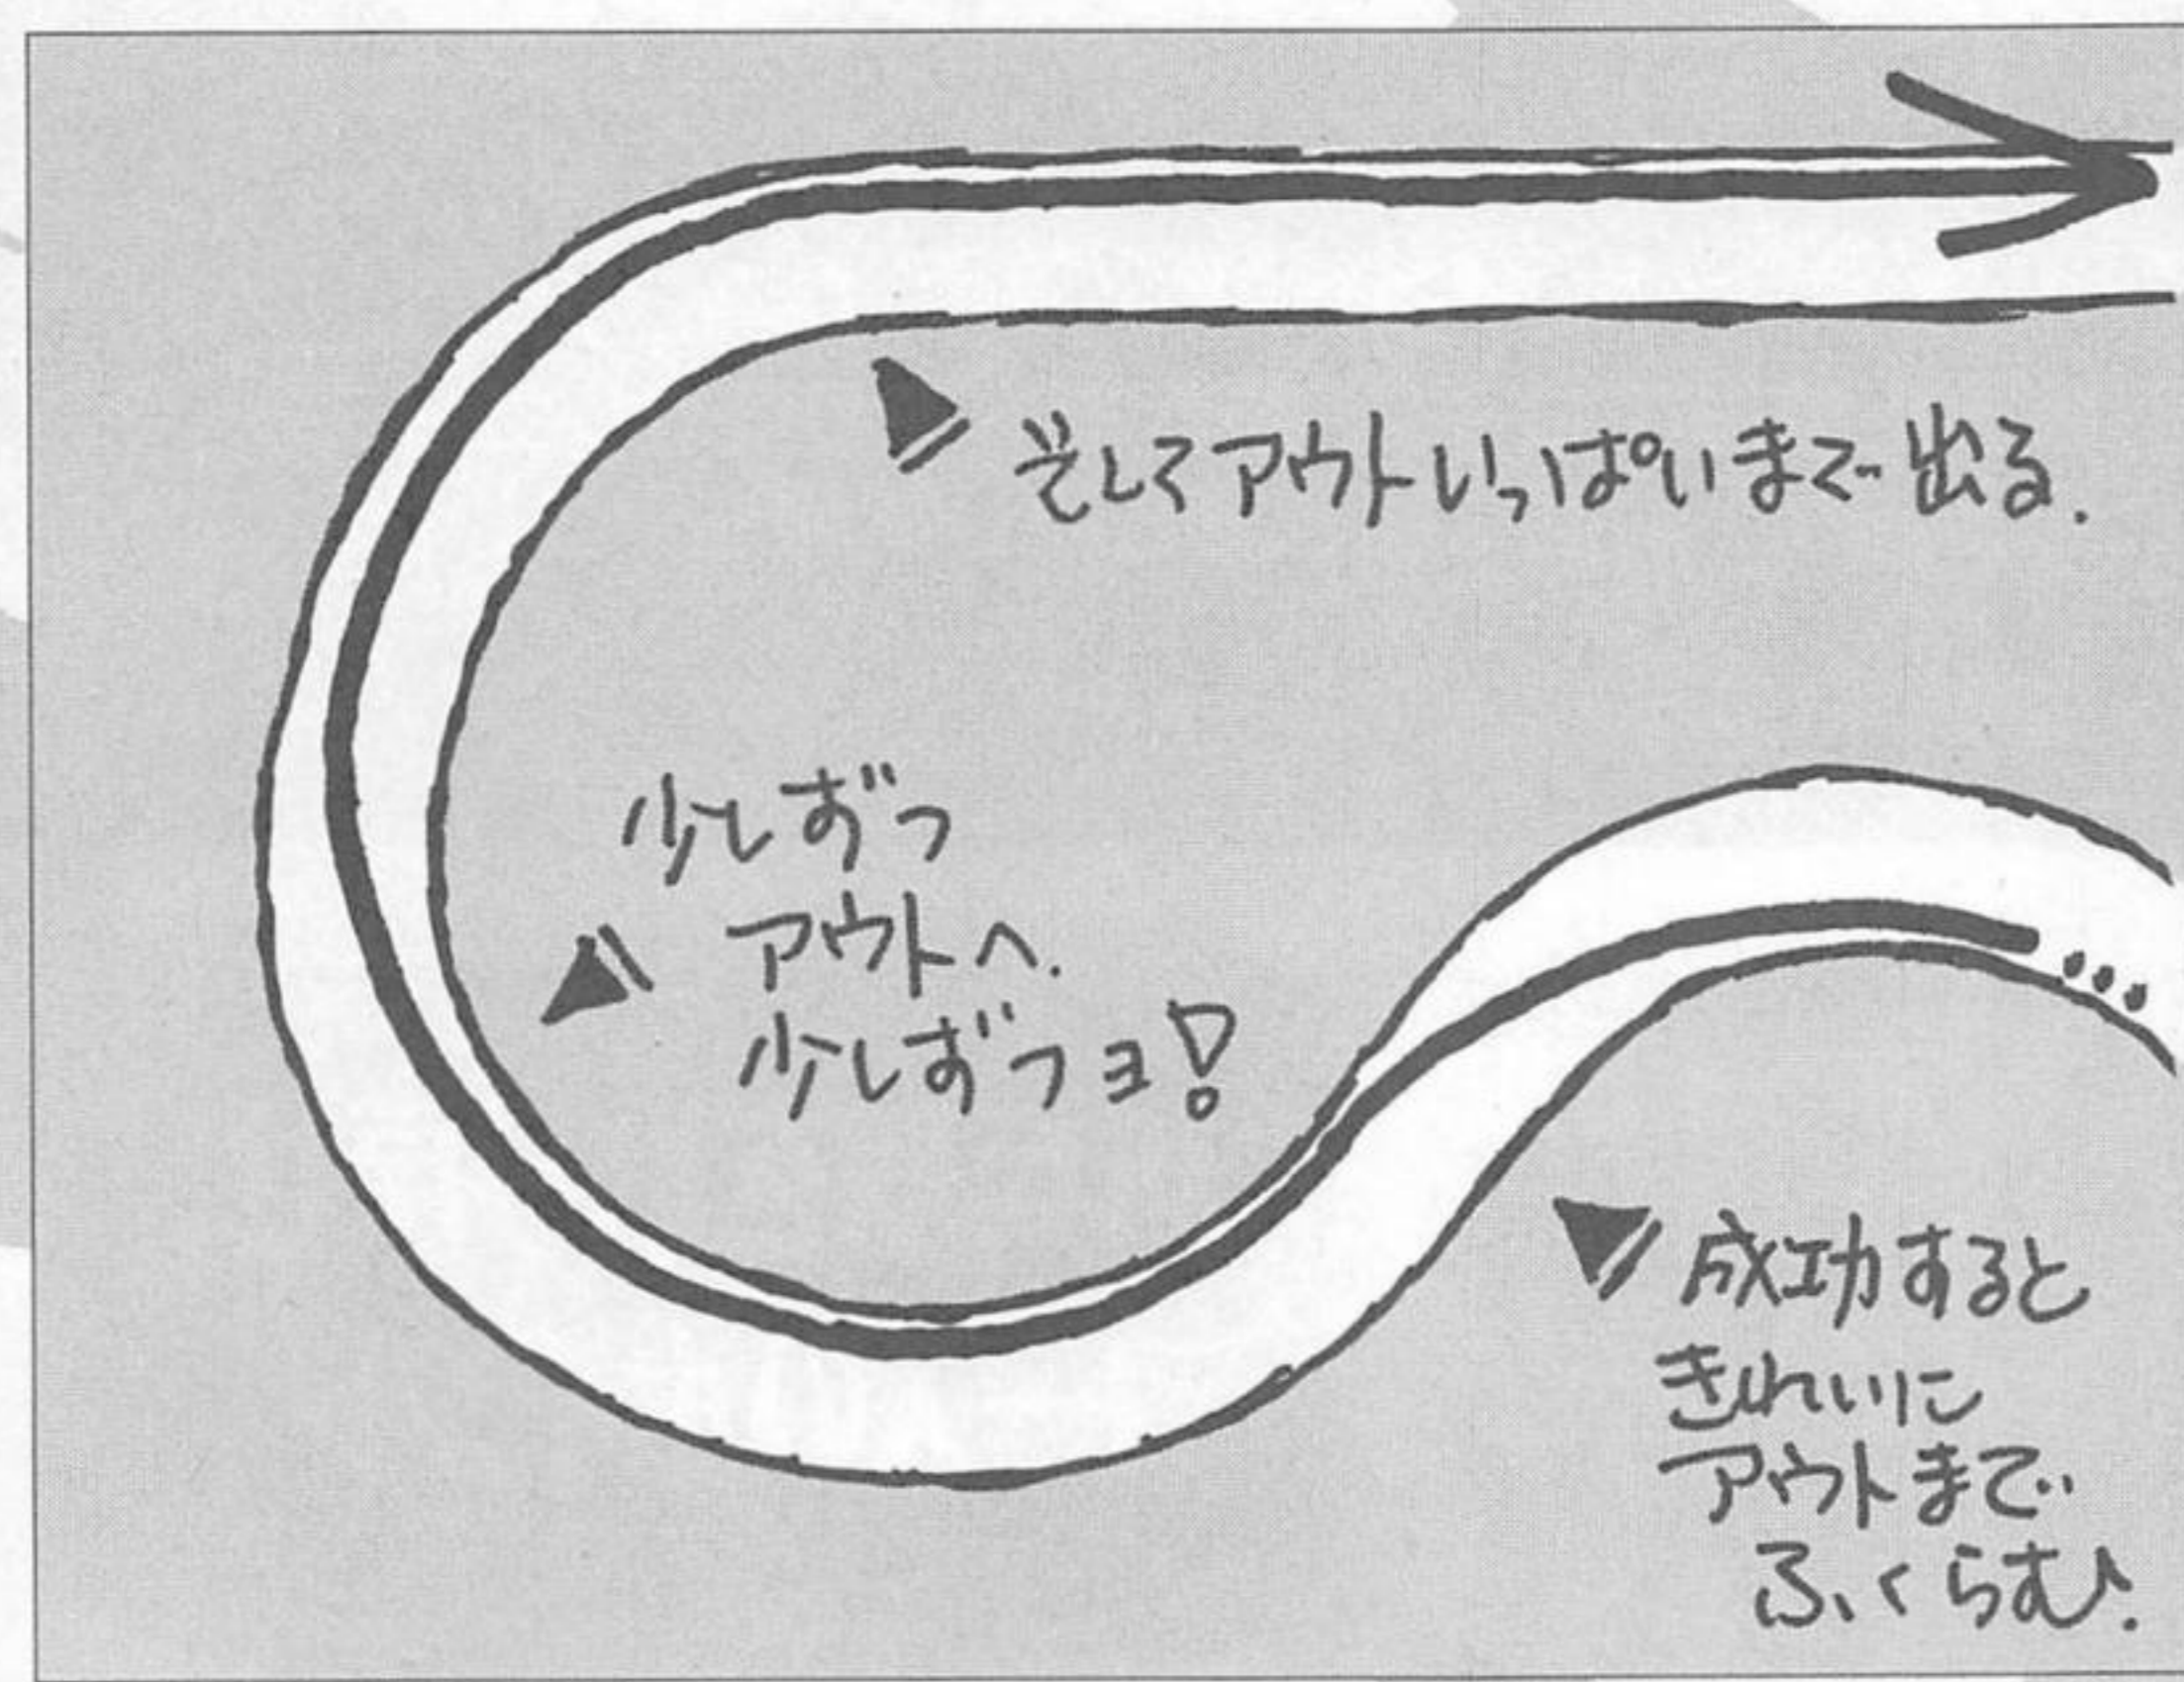 そしてアウトいっぱいまで出る.
少しずつ
アウトへ.
少しずつヨ!
成功すると
きれいに
アウトまで
ふくらむ.